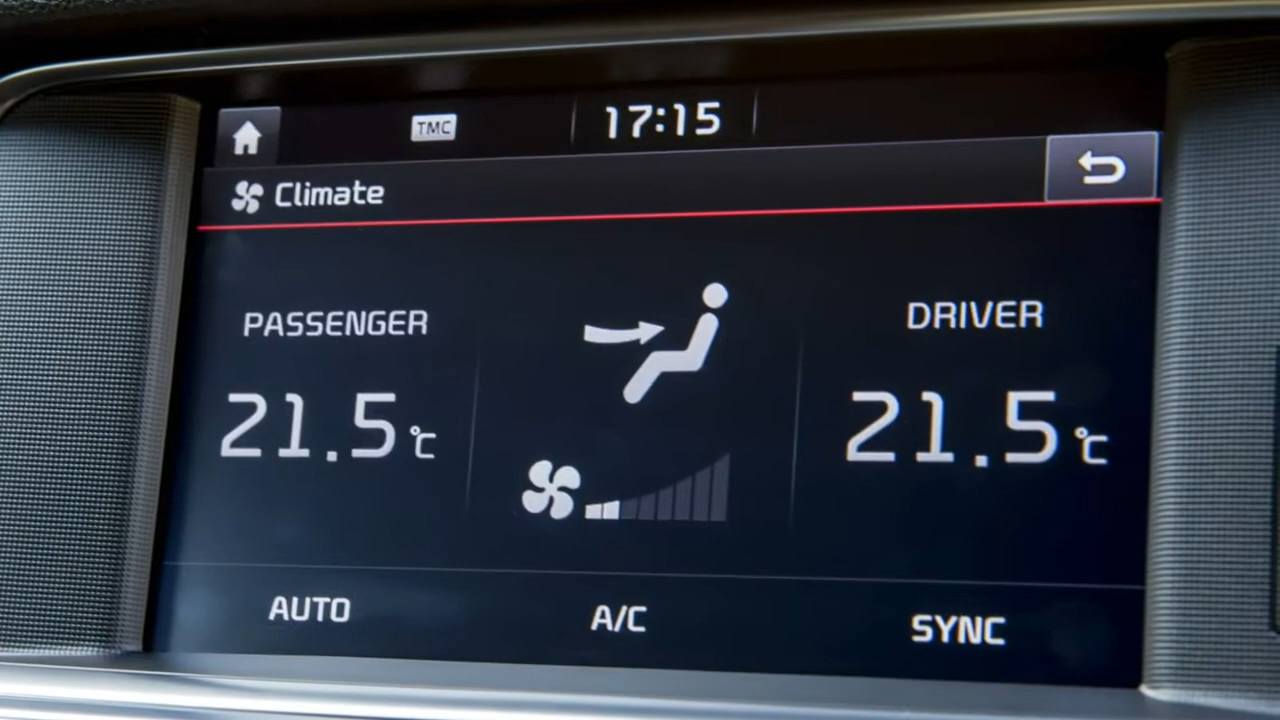 TMC 17:15
Climate
PASSENGER
21.5 °C
DRIVER
21.5 °C
AUTO A/C SYNC